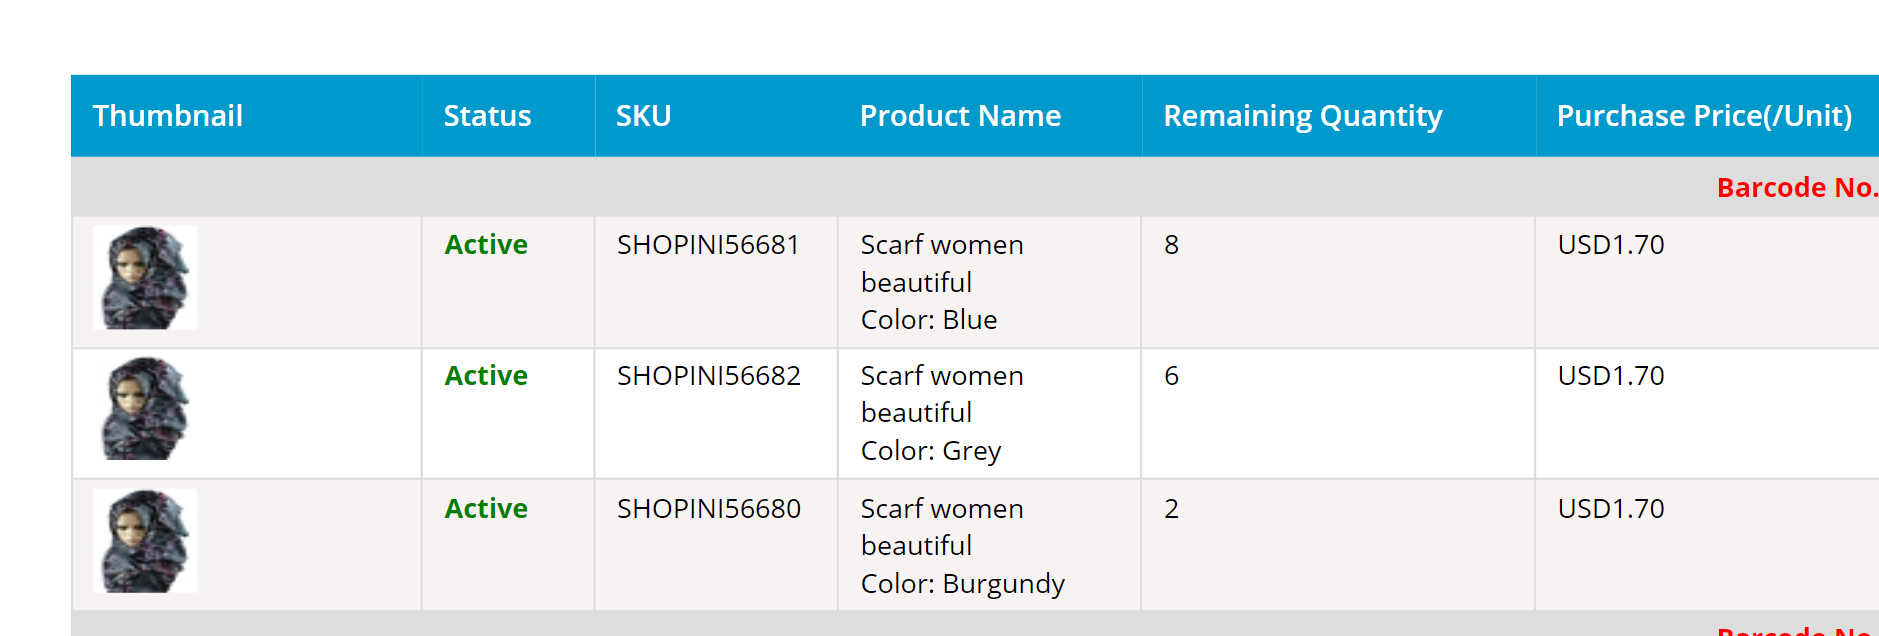 Thumbnail Status SKU Product Name Remaining Quantity Purchase Price(/Unit)
Barcode No.
Active SHOPINI56681 Scarf women 8 USD1.70
beautiful
Color: Blue
Active SHOPINI56682 Scarf women 6 USD1.70
beautiful
Color: Grey
Active SHOPINI56680 Scarf women 2 USD1.70
beautiful
Color: Burgundy
Barcode No